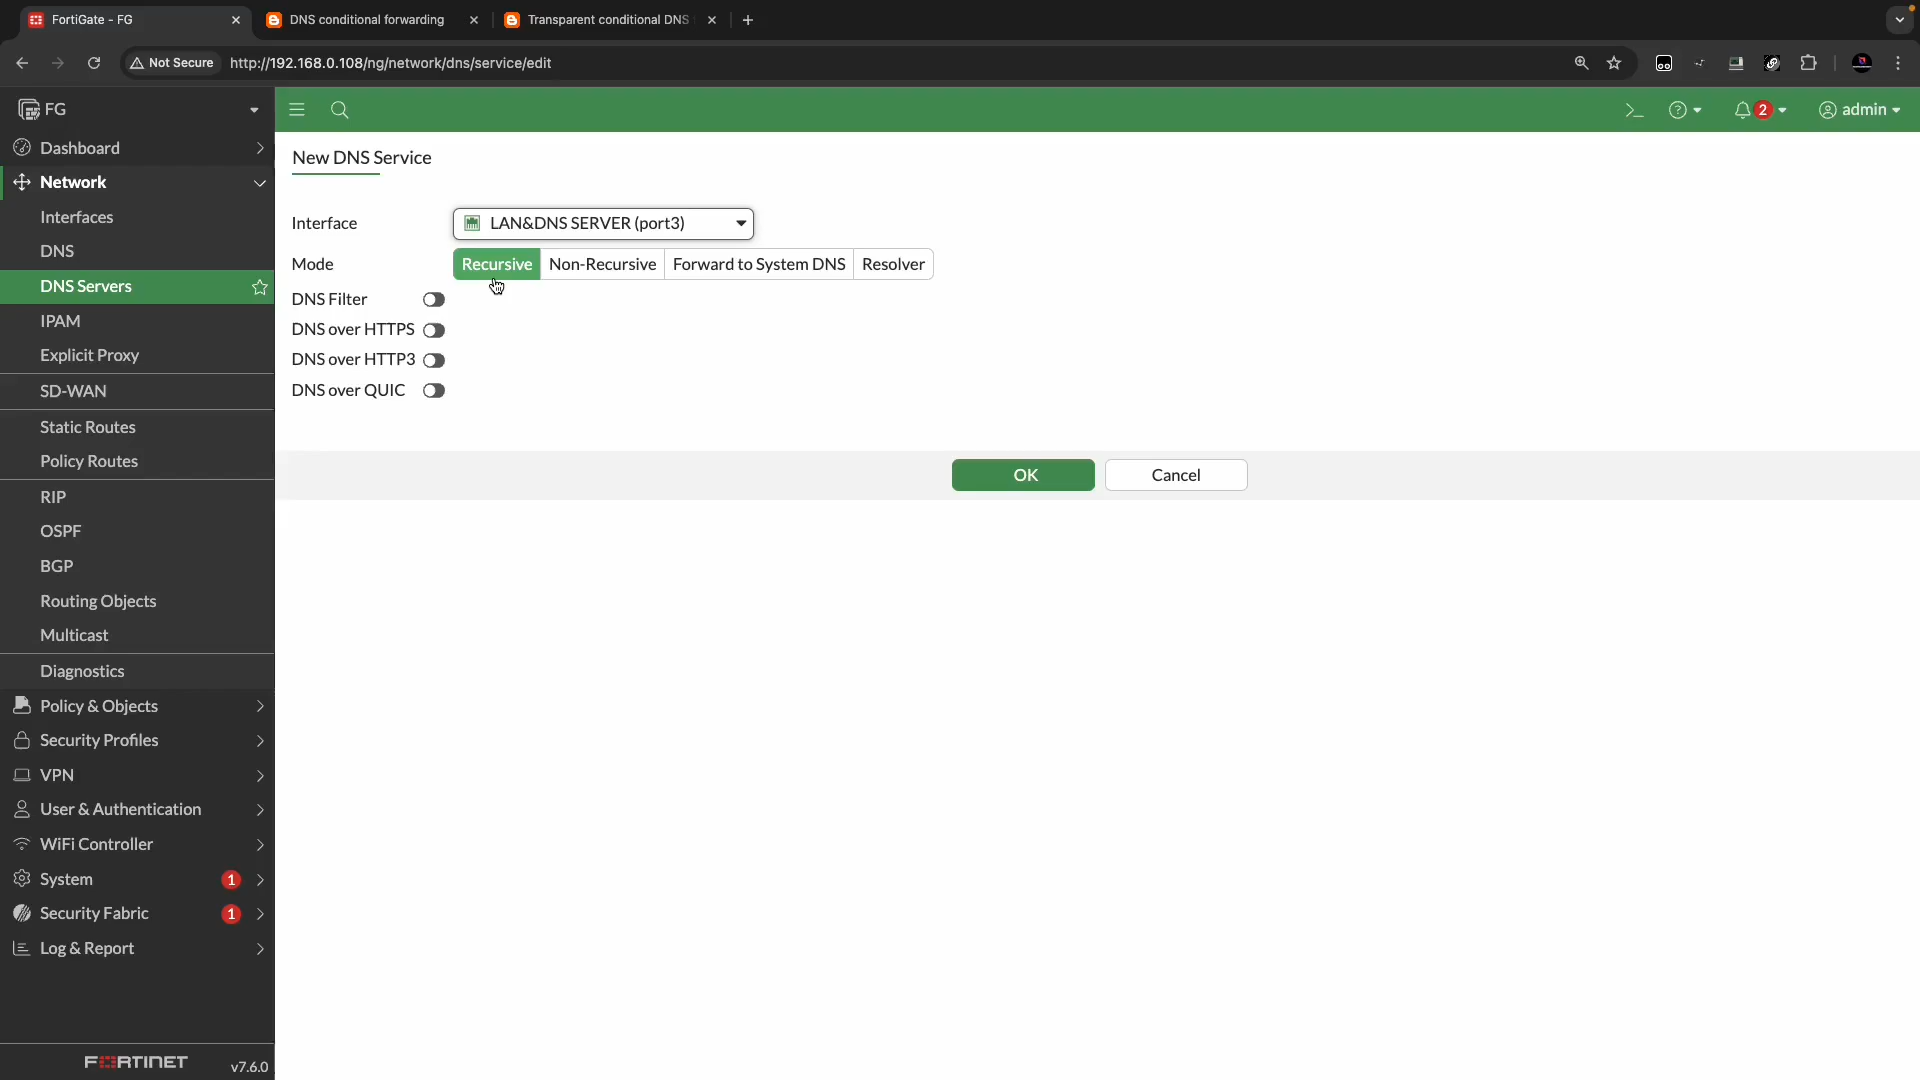 FortiGate - FG
DNS conditional forwarding
Transparent conditional DNS
Not Secure
http://192.168.0.108/ng/network/dns/service/edit
FG
2
admin
Dashboard
Network
Interfaces
DNS
DNS Servers
IPAM
Explicit Proxy
SD-WAN
Static Routes
Policy Routes
RIP
OSPF
BGP
Routing Objects
Multicast
Diagnostics
Policy & Objects
Security Profiles
VPN
User & Authentication
WiFi Controller
System 1
Security Fabric 1
Log & Report
FORTINET v7.6.0
New DNS Service
Interface LAN&DNS SERVER (port3)
Mode Recursive Non-Recursive Forward to System DNS Resolver
DNS Filter
DNS over HTTPS
DNS over HTTP3
DNS over QUIC
OK Cancel